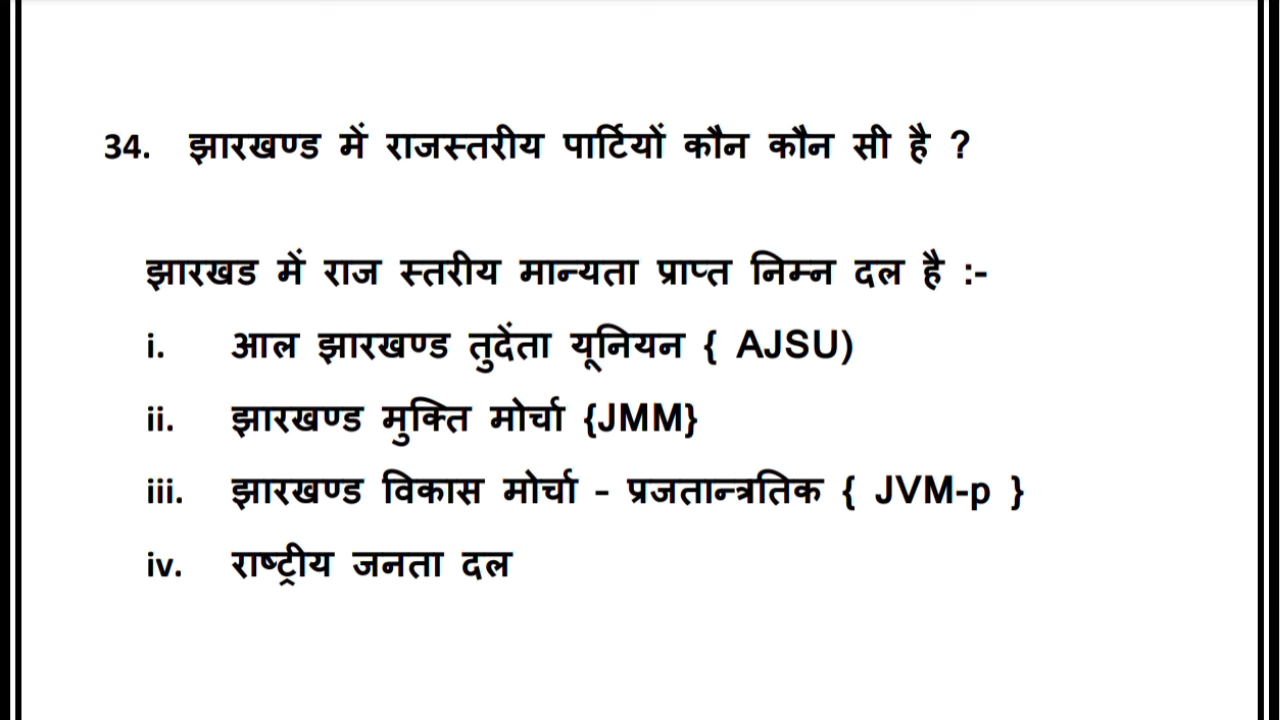 34. झारखण्ड में राजस्तरीय पार्टियों कौन कौन सी है ?
झारखड में राज स्तरीय मान्यता प्राप्त निम्न दल है :-
i. आल झारखण्ड तुदेंता यूनियन { AJSU)
ii. झारखण्ड मुक्ति मोर्चा {JMM}
iii. झारखण्ड विकास मोर्चा - प्रजतान्त्रतिक { JVM-p }
iv. राष्ट्रीय जनता दल